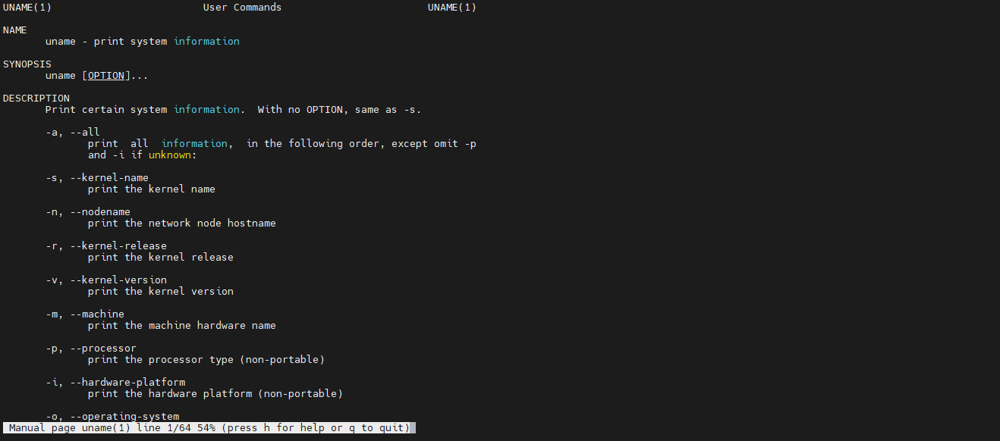 UNAME(1) User Commands UNAME(1)
NAME
uname - print system information
SYNOPSIS
uname [OPTION]...
DESCRIPTION
Print certain system information. With no OPTION, same as -s.
-a, --all
print all information, in the following order, except omit -p
and -i if unknown:
-s, --kernel-name
print the kernel name
-n, --nodename
print the network node hostname
-r, --kernel-release
print the kernel release
-v, --kernel-version
print the kernel version
-m, --machine
print the machine hardware name
-p, --processor
print the processor type (non-portable)
-i, --hardware-platform
print the hardware platform (non-portable)
-o, --operating-system
Manual page uname(1) line 1/64 54% (press h for help or q to quit)